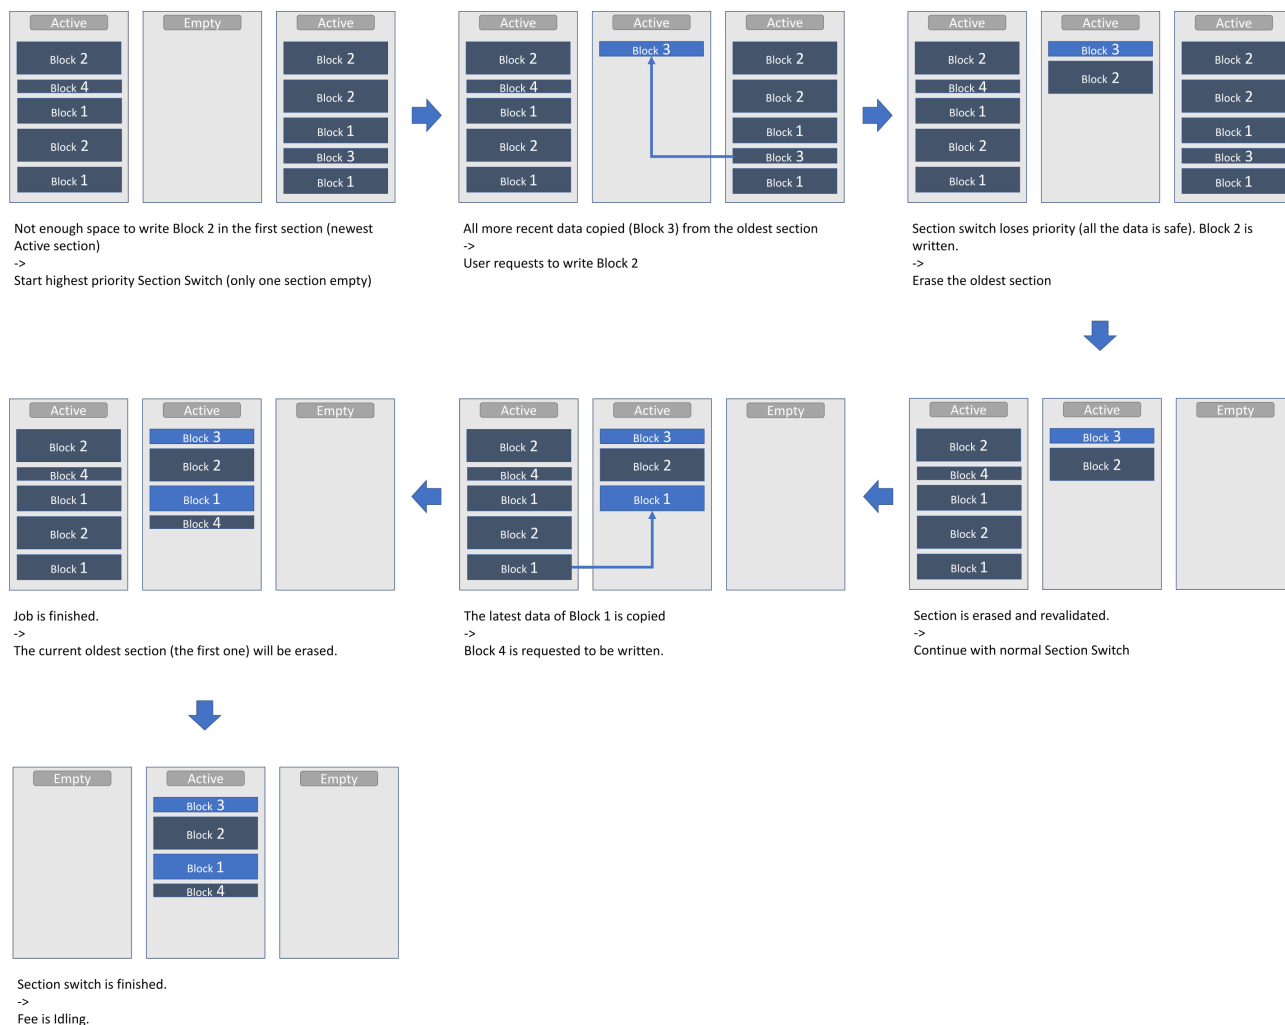 Active
Block 2
Block 4
Block 1
Block 2
Block 1
Empty
Active
Block 2
Block 2
Block 1
Block 3
Block 1
Not enough space to write Block 2 in the first section (newest
Active section)
->
Start highest priority Section Switch (only one section empty)
Active
Block 2
Block 4
Block 1
Block 2
Block 1
Active
Block 3
Active
Block 2
Block 2
Block 1
Block 3
Block 1
All more recent data copied (Block 3) from the oldest section
->
User requests to write Block 2
Active
Block 2
Block 4
Block 1
Block 2
Block 1
Active
Block 3
Block 2
Active
Block 2
Block 2
Block 1
Block 3
Block 1
Section switch loses priority (all the data is safe). Block 2 is
written.
->
Erase the oldest section
Active
Block 2
Block 4
Block 1
Block 2
Block 1
Active
Block 3
Block 2
Empty
Section is erased and revalidated.
->
Continue with normal Section Switch
Active
Block 2
Block 4
Block 1
Block 2
Block 1
Active
Block 3
Block 2
Block 1
Empty
The latest data of Block 1 is copied
->
Block 4 is requested to be written.
Active
Block 2
Block 4
Block 1
Block 2
Block 1
Active
Block 3
Block 2
Block 1
Block 4
Empty
Job is finished.
->
The current oldest section (the first one) will be erased.
Empty
Active
Block 3
Block 2
Block 1
Block 4
Empty
Section switch is finished.
->
Fee is Idling.